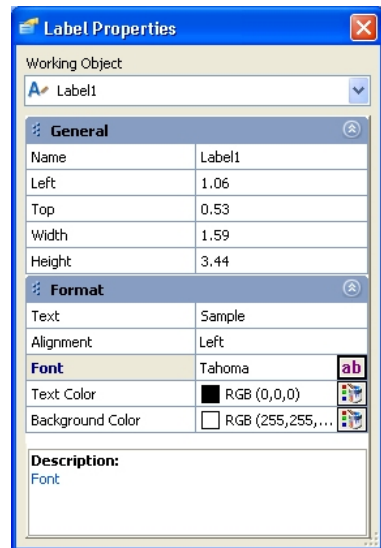 Label Properties
Working Object
A Label1
General
Name Label1
Left 1.06
Top 0.53
Width 1.59
Height 3.44
Format
Text Sample
Alignment Left
Font Tahoma ab
Text Color RGB (0,0,0)
Background Color RGB (255,255,...
Description:
Font